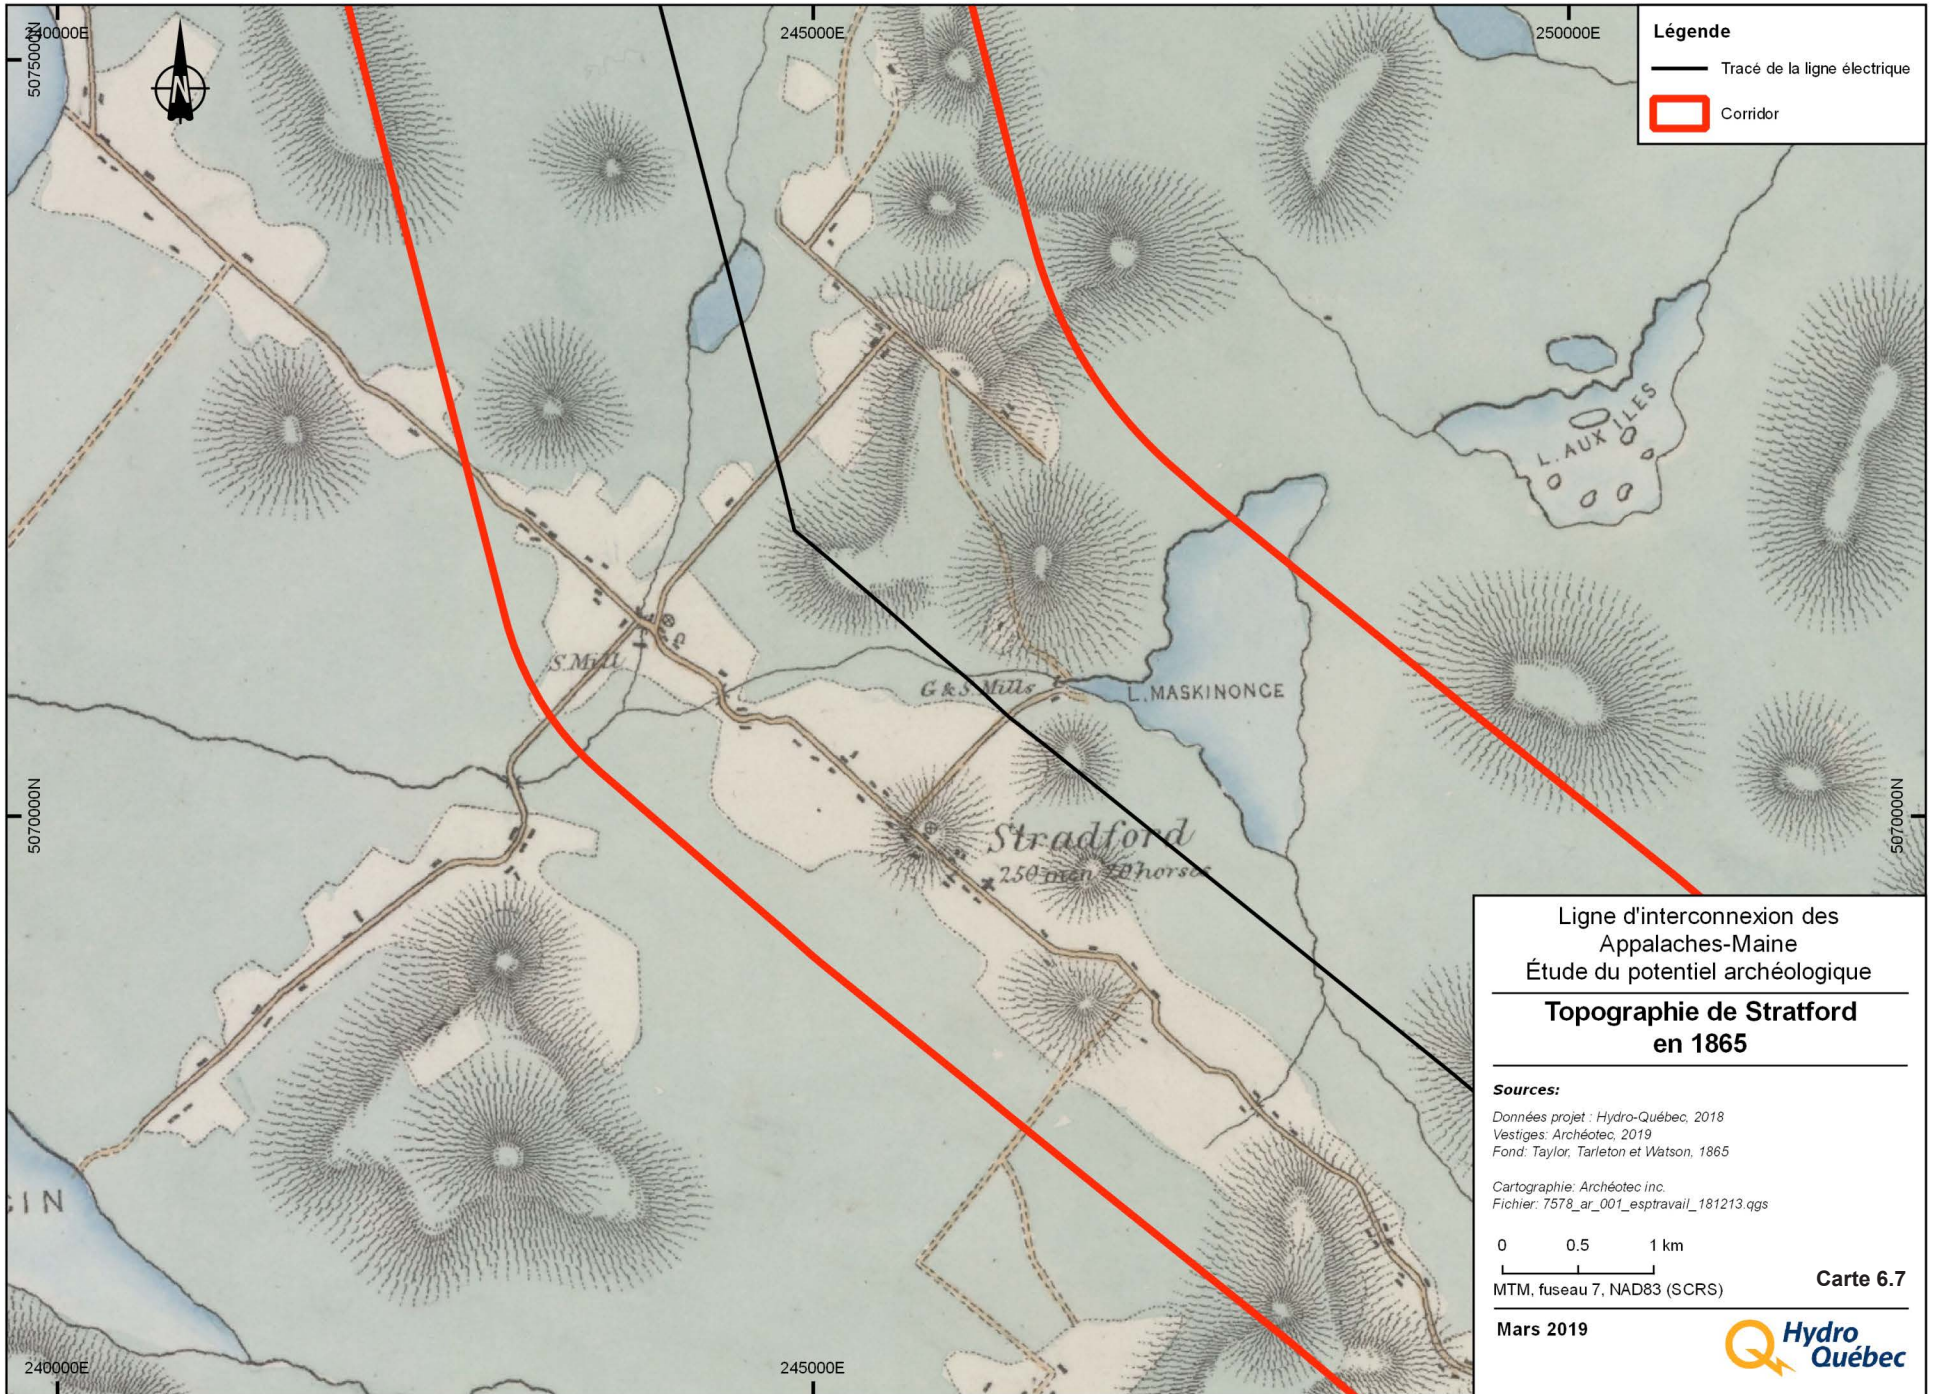 240000E
245000E
250000E
5075000N
N
Légende
Tracé de la ligne électrique
Corridor
L. AUX ILES
S. Mill
G & S. Mills
L. MASKINONCE
5070000N
5070000N
Stradford
250 men 20 horses
GIN
240000E
245000E
Ligne d'interconnexion des
Appalaches-Maine
Étude du potentiel archéologique
Topographie de Stratford
en 1865
Sources:
Données projet : Hydro-Québec, 2018
Vestiges: Archéotec, 2019
Fond: Taylor, Tarleton et Watson, 1865
Cartographie: Archéotec inc.
Fichier: 7578_ar_001_esptravail_181213.qgs
0 0.5 1 km
MTM, fuseau 7, NAD83 (SCRS)
Carte 6.7
Mars 2019
Hydro
Québec